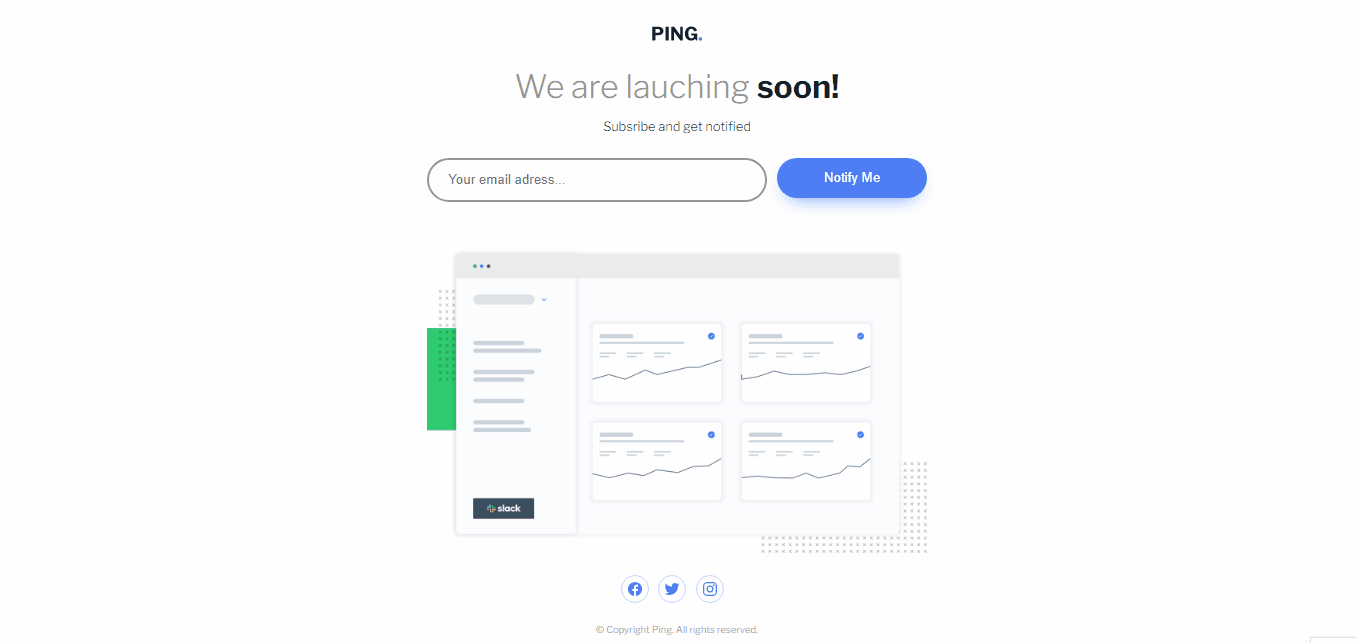 PING.
We are lauching soon!
Subsribe and get notified
Your email adress...
Notify Me
slack
© Copyright Ping. All rights reserved.